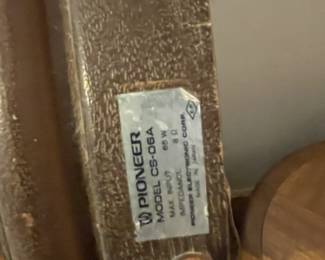 PIONEER
MODEL CS-06A
MAX. INPUT 65 W
IMPEDANCE 8 Ω
PIONEER ELECTRONIC CORP.
MADE IN JAPAN